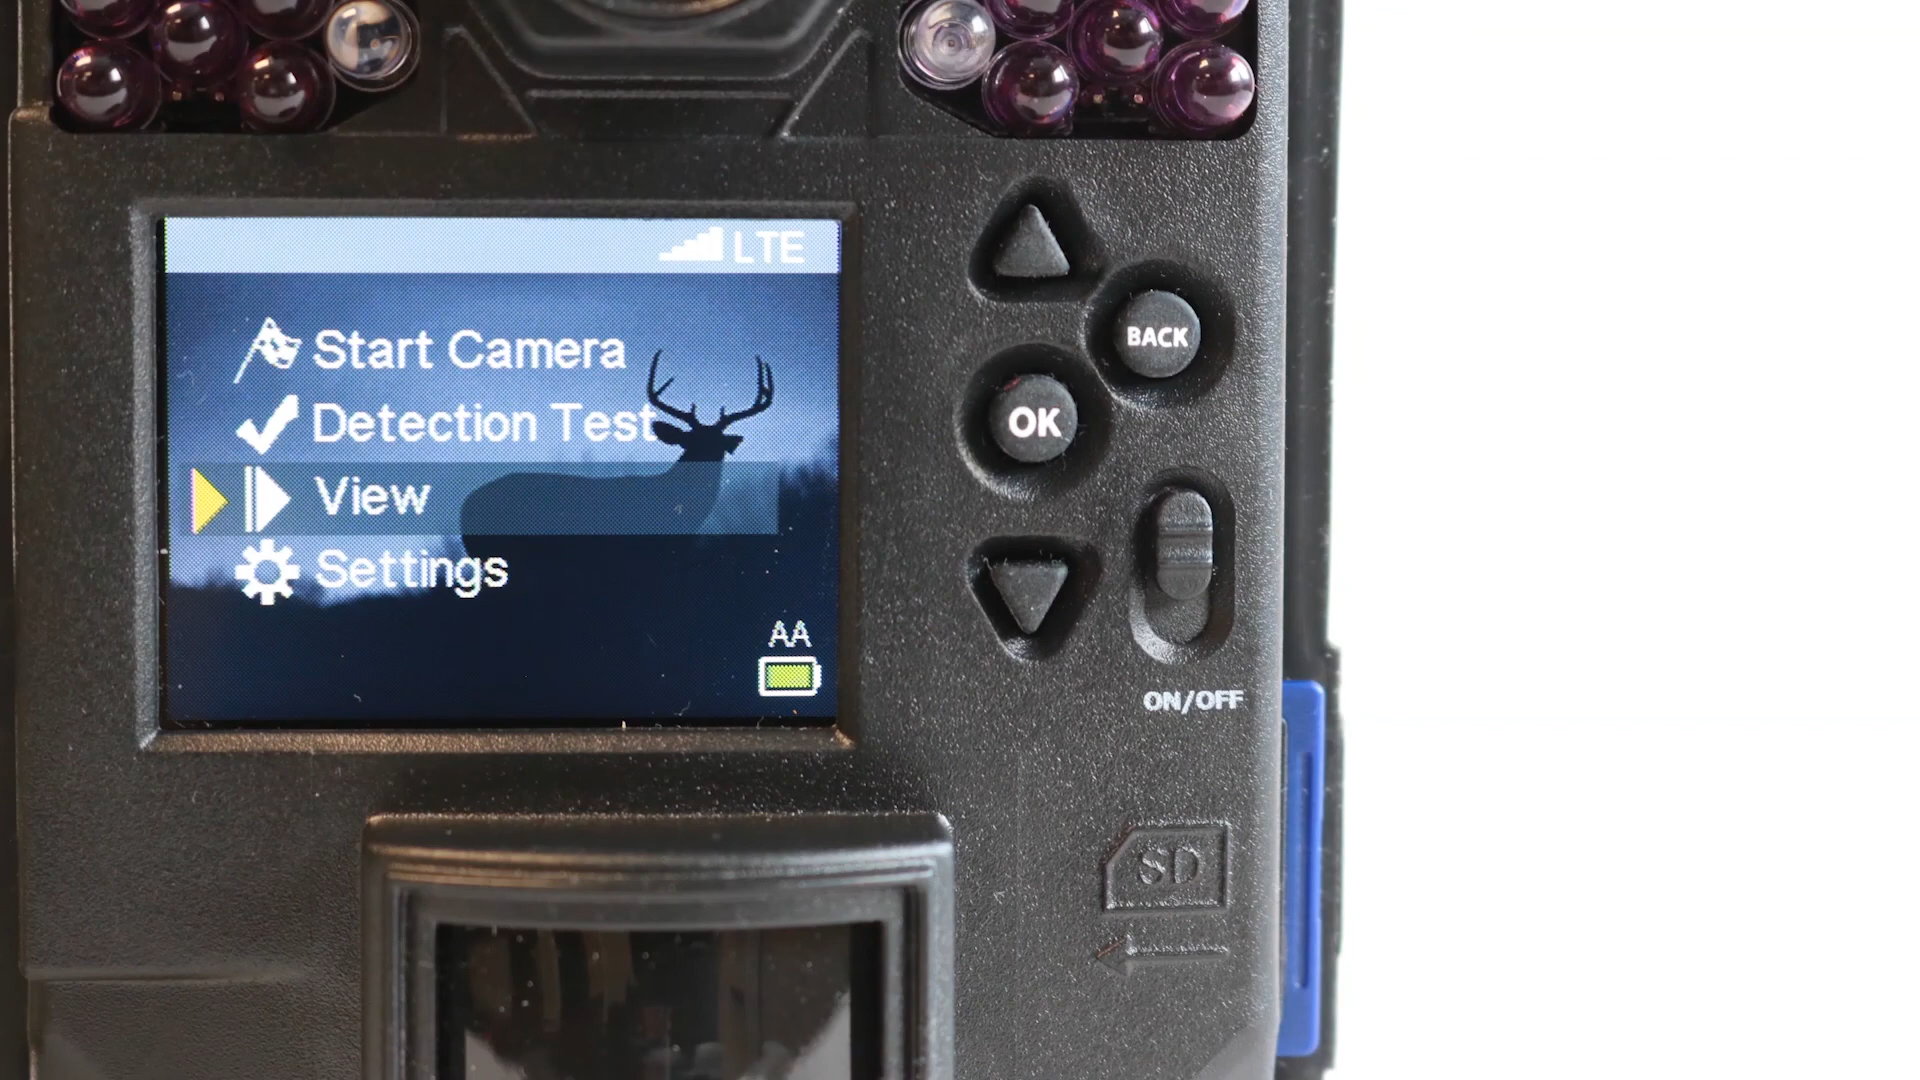 LTE
Start Camera
Detection Test
View
Settings
AA
BACK
OK
ON/OFF
SD